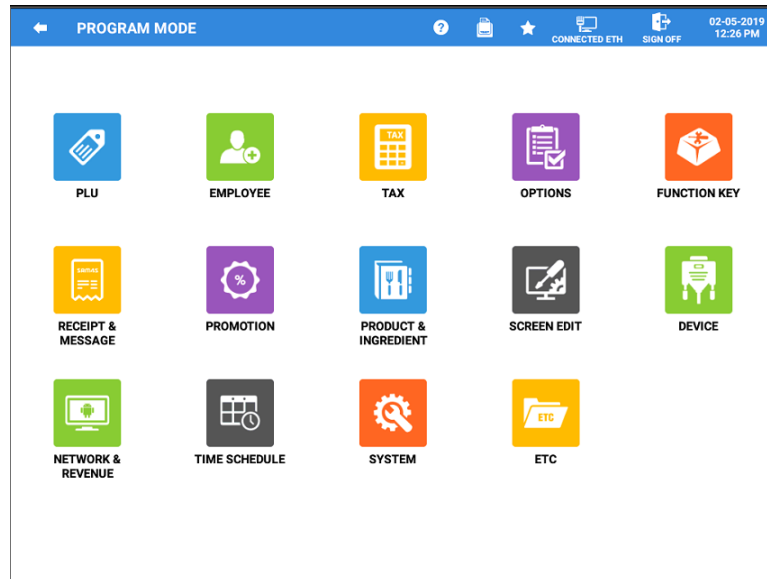 PROGRAM MODE
?
CONNECTED ETH
SIGN OFF
02-05-2019
12:26 PM
PLU
TAX
EMPLOYEE
TAX
OPTIONS
FUNCTION KEY
RECEIPT &
MESSAGE
%
PROMOTION
PRODUCT &
INGREDIENT
SCREEN EDIT
DEVICE
NETWORK &
REVENUE
TIME SCHEDULE
SYSTEM
ETC
ETC